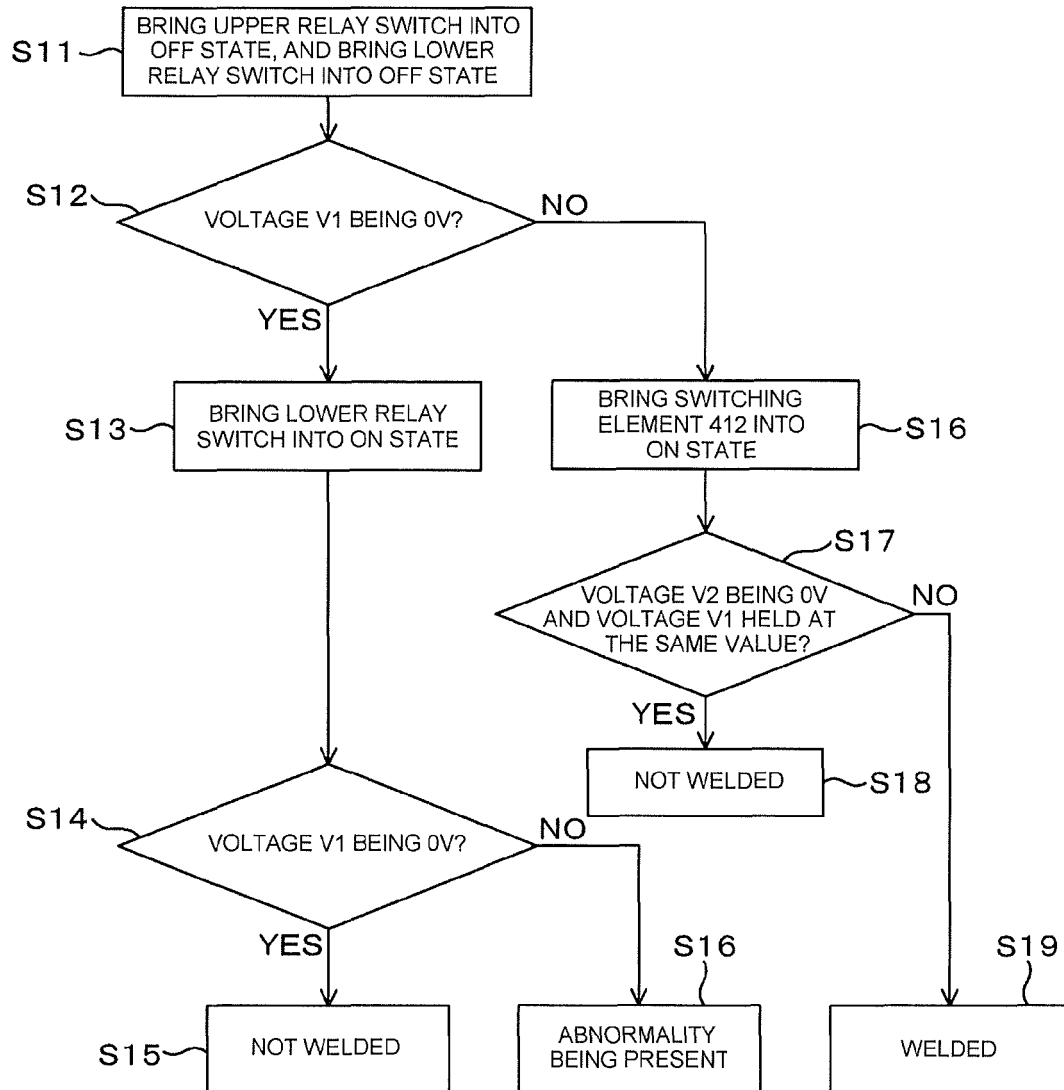 S11
BRING UPPER RELAY SWITCH INTO
OFF STATE, AND BRING LOWER
RELAY SWITCH INTO OFF STATE
S12
VOLTAGE V1 BEING 0V?
NO
YES
S13
BRING LOWER RELAY
SWITCH INTO ON STATE
BRING SWITCHING
ELEMENT 412 INTO
ON STATE
S16
S17
VOLTAGE V2 BEING 0V
AND VOLTAGE V1 HELD AT
THE SAME VALUE?
NO
YES
NOT WELDED
S18
S14
VOLTAGE V1 BEING 0V?
NO
YES
S15
NOT WELDED
S16
ABNORMALITY
BEING PRESENT
S19
WELDED